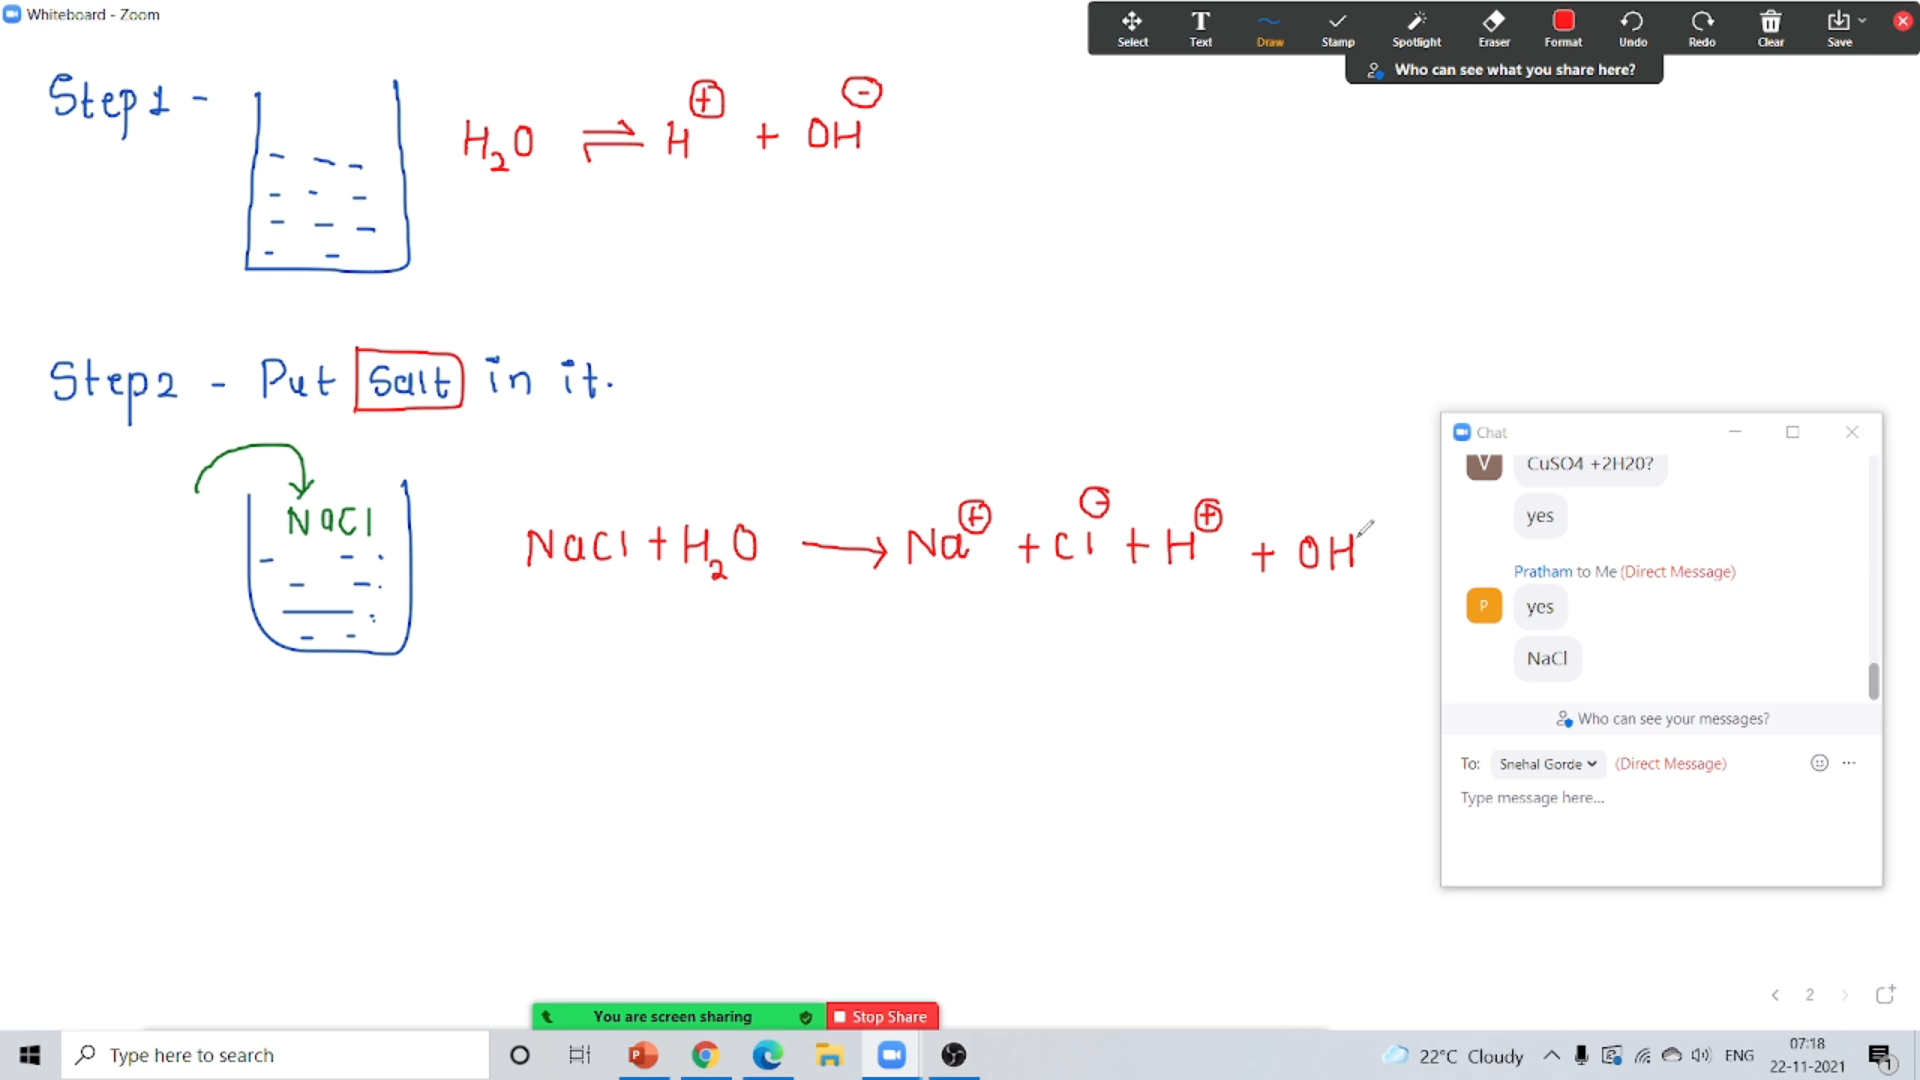 Whiteboard - Zoom
Select Text Draw Stamp Spotlight Eraser Format Undo Redo Clear Save
Who can see what you share here?
Step 1 -
H₂O ⇌ H⊕ + OH⊖
Step 2 - Put Salt in it.
NaCl
NaCl + H₂O → Na⊕ + Cl⊖ + H⊕ + OH
Chat
V
CuSO4 +2H20?
yes
Pratham to Me (Direct Message)
P
yes
NaCl
Who can see your messages?
To: Snehal Gorde (Direct Message)
Type message here...
2
You are screen sharing Stop Share
Type here to search
22°C Cloudy
ENG
07:18
22-11-2021
1